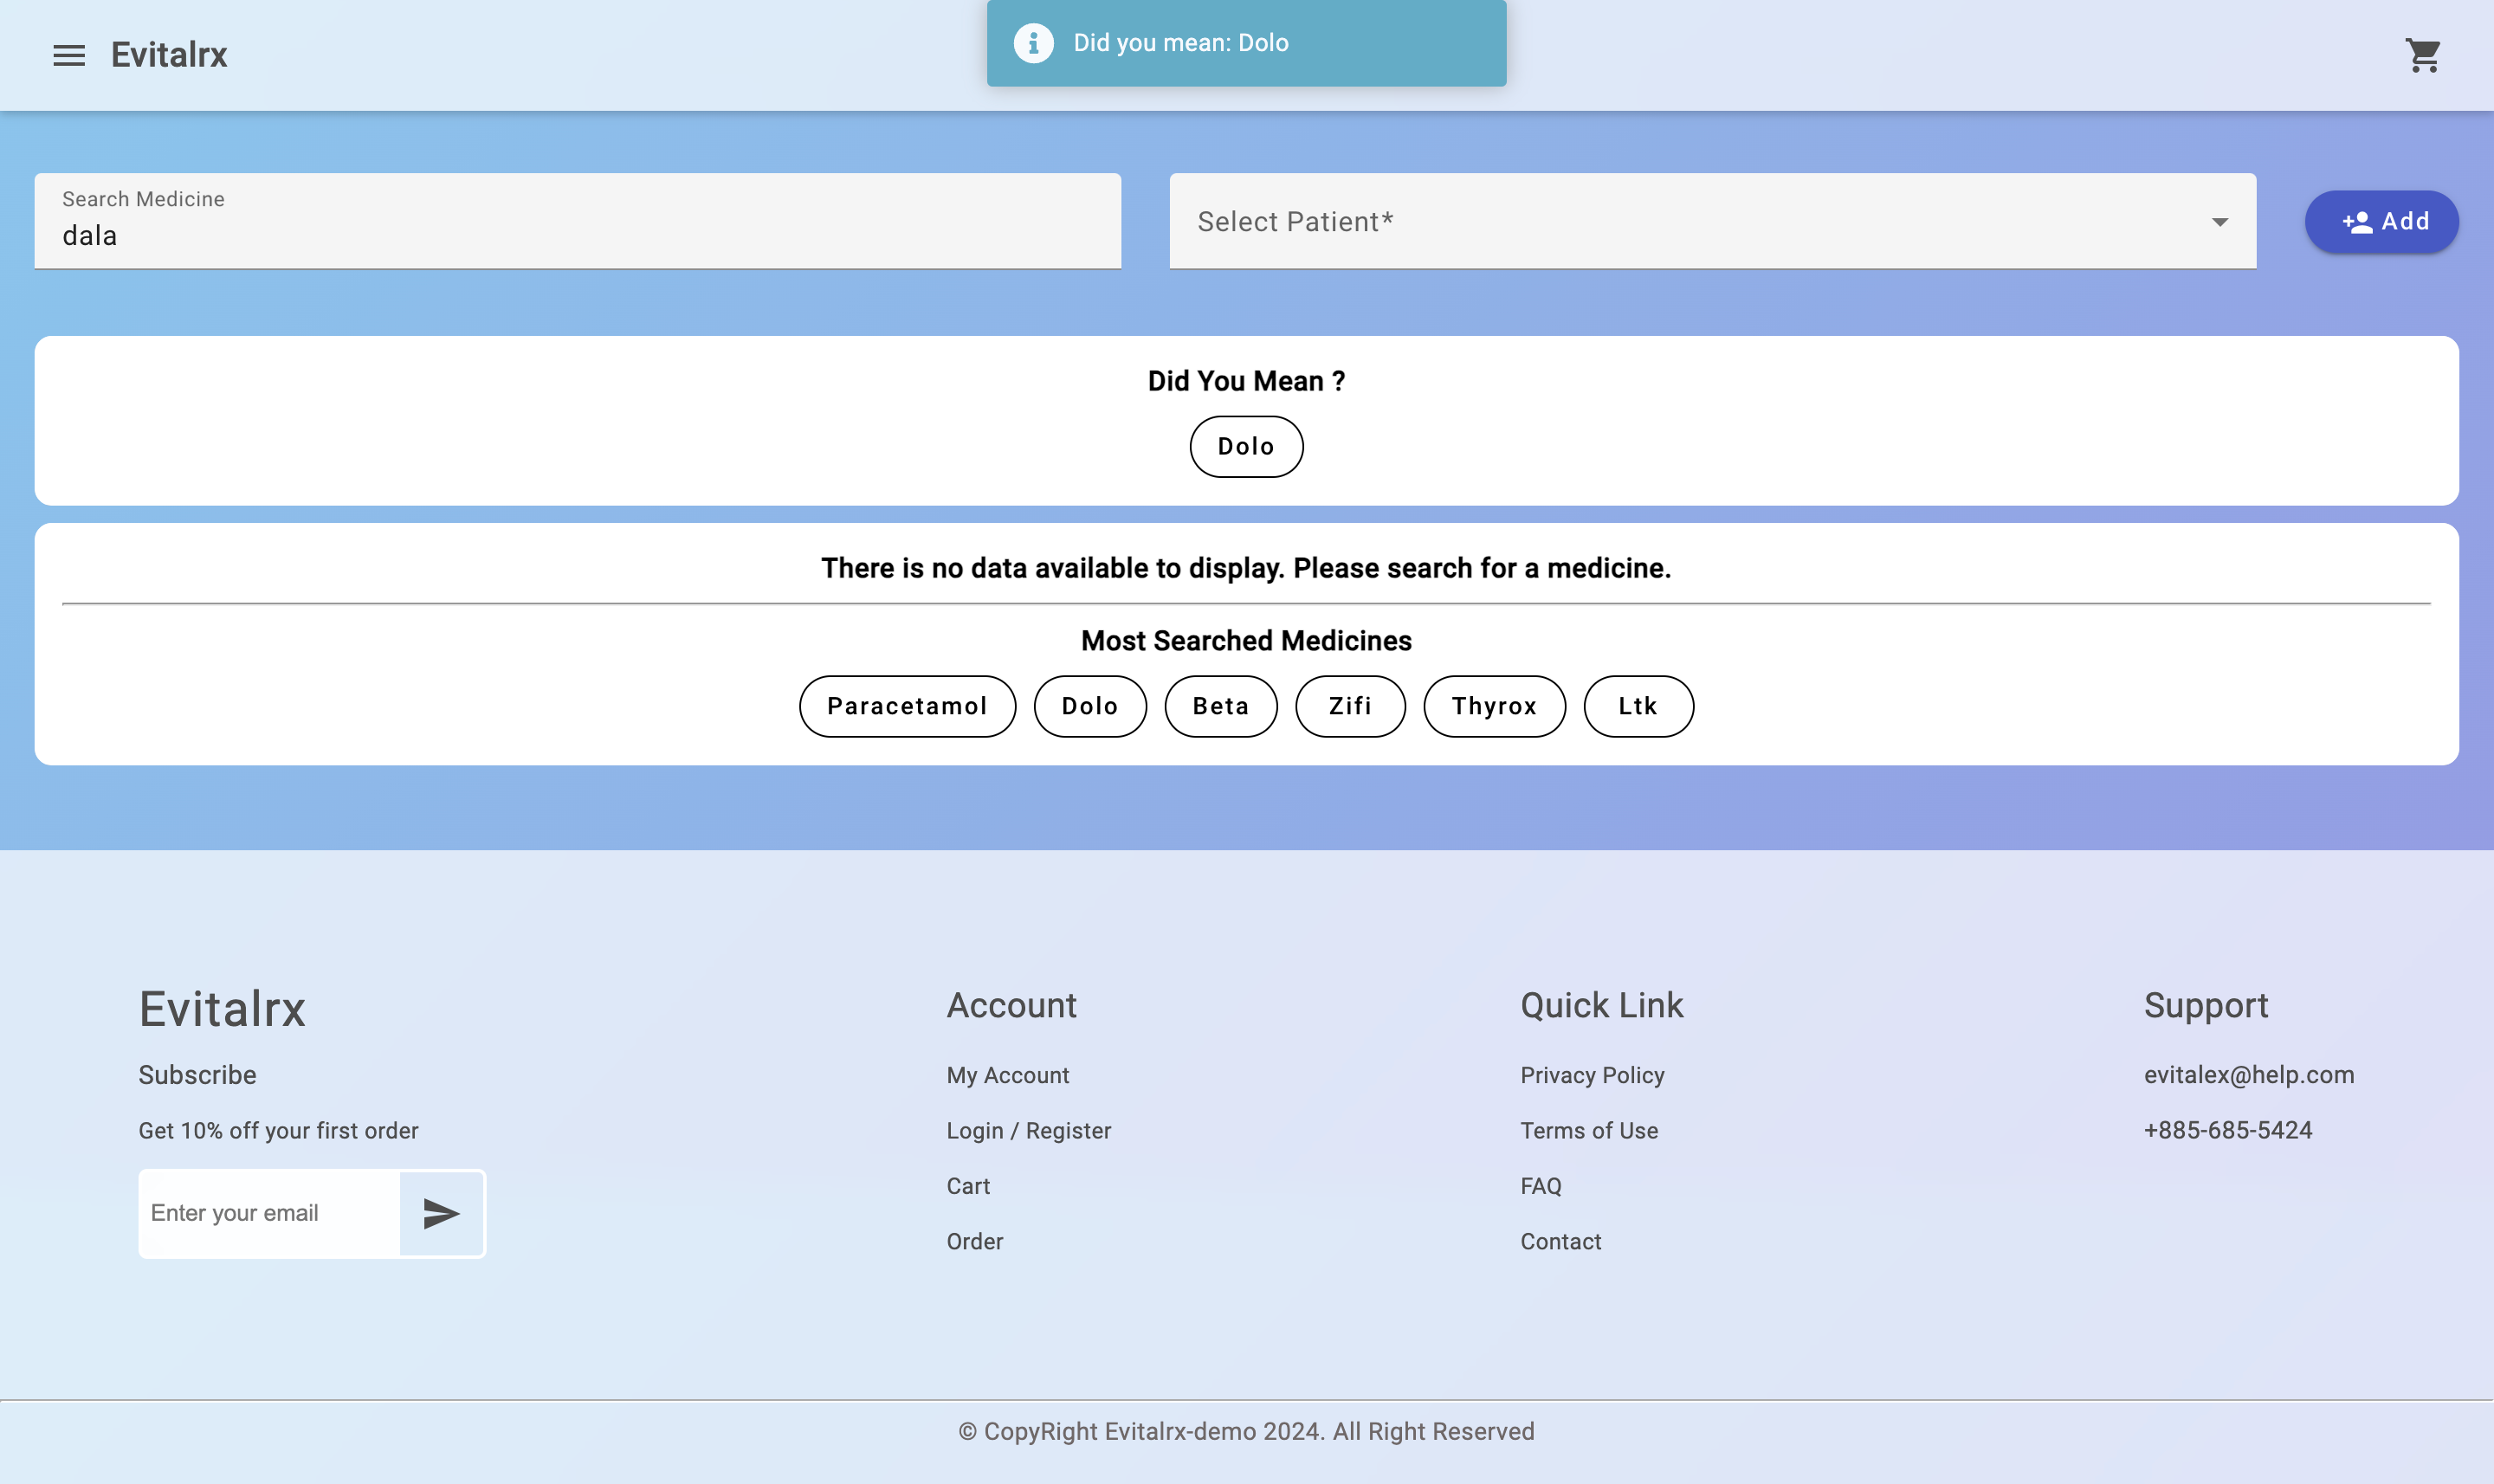 Evitalrx
Did you mean: Dolo
Search Medicine
dala
Select Patient*
Add
Did You Mean ?
Dolo
There is no data available to display. Please search for a medicine.
Most Searched Medicines
Paracetamol Dolo Beta Zifi Thyrox Ltk
Evitalrx
Subscribe
Get 10% off your first order
Enter your email
Account
My Account
Login / Register
Cart
Order
Quick Link
Privacy Policy
Terms of Use
FAQ
Contact
Support
evitalex@help.com
+885-685-5424
© CopyRight Evitalrx-demo 2024. All Right Reserved